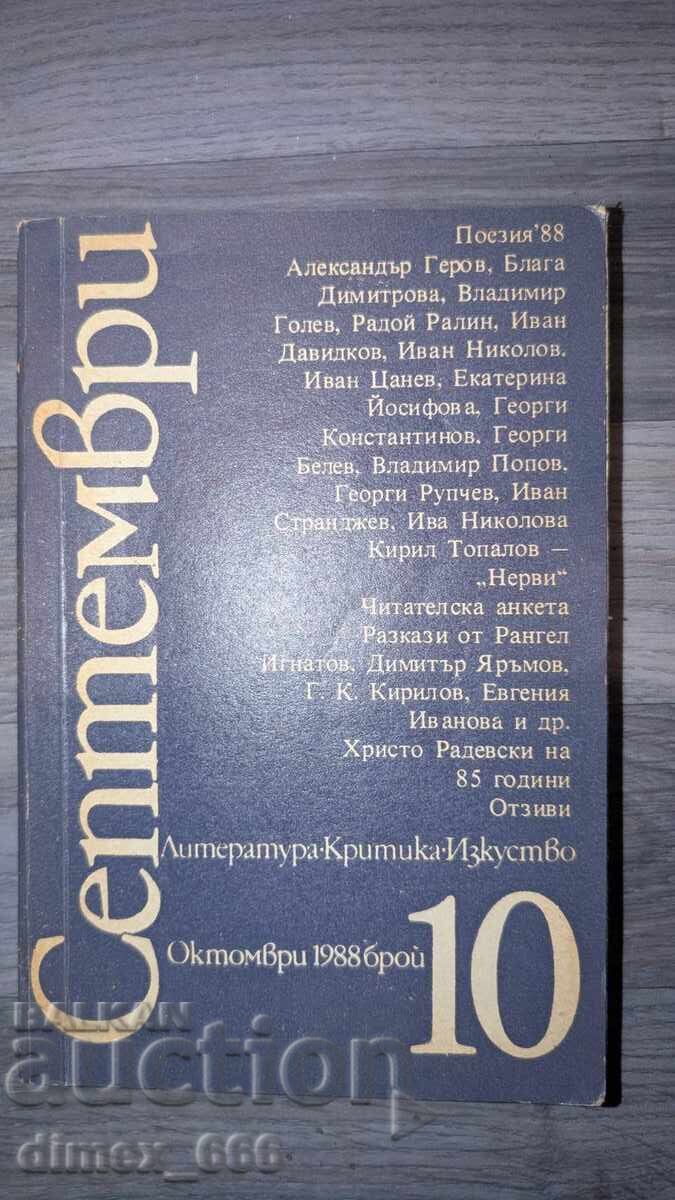 Септември
Поезия'88
Александър Геров, Блага
Димитрова, Владимир
Голев, Радой Ралин, Иван
Давидков, Иван Николов.
Иван Цанев, Екатерина
Йосифова, Георги
Константинов, Георги
Белев, Владимир Попов.
Георги Рупчев, Иван
Странджев, Ива Николова
Кирил Топалов —
„Нерви“
Читателска анкета
Разкази от Рангел
Игнатов, Димитър Яръмов,
Г. К. Кирилов, Евгения
Иванова и др.
Христо Радевски на
85 години
Отзиви
Литература·Критика·Изкуство
Октомври 1988 брой 10
BALKAN
auction
dimex_666